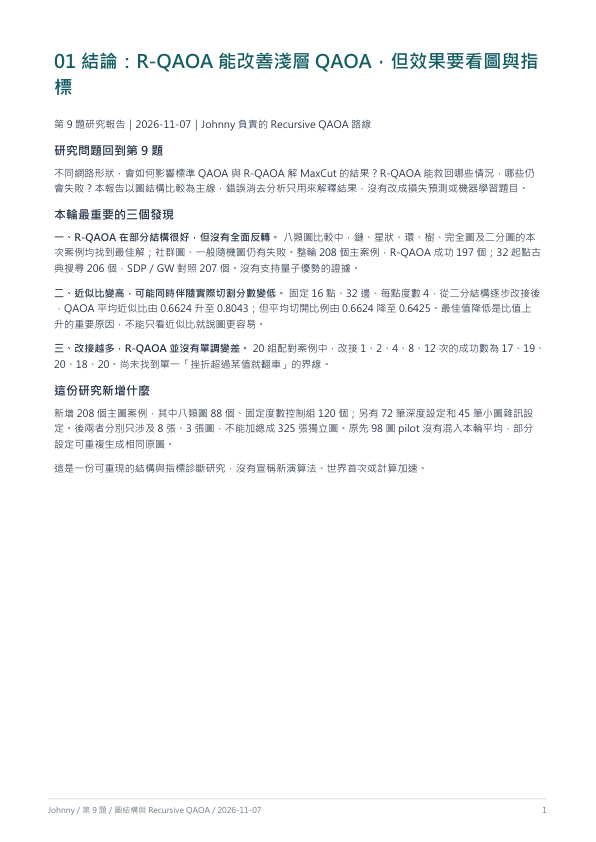 01 結論：R-QAOA 能改善淺層 QAOA，但效果要看圖與指
標
第 9 題研究報告｜2026-11-07｜Johnny 負責的 Recursive QAOA 路線
研究問題回到第 9 題
不同網路形狀，會如何影響標準 QAOA 與 R-QAOA 解 MaxCut 的結果？R-QAOA 能救回哪些情況，哪些仍
會失敗？本報告以圖結構比較為主線，錯誤消去分析只用來解釋結果，沒有改成損失預測或機器學習題目。
本輪最重要的三個發現
一、R-QAOA 在部分結構很好，但沒有全面反轉。 八類圖比較中，鏈、星狀、環、樹、完全圖及二分圖的本
次案例均找到最佳解；社群圖、一般隨機圖仍有失敗。整輪 208 個主案例，R-QAOA 成功 197 個；32 起點古
典搜尋 206 個，SDP / GW 對照 207 個。沒有支持量子優勢的證據。
二、近似比變高，可能同時伴隨實際切割分數變低。 固定 16 點、32 邊、每點度數 4，從二分結構逐步改接後
，QAOA 平均近似比由 0.6624 升至 0.8043；但平均切開比例由 0.6624 降至 0.6425。最佳值降低是比值上
升的重要原因，不能只看近似比就說圖更容易。
三、改接越多，R-QAOA 並沒有單調變差。 20 組配對案例中，改接 1、2、4、8、12 次的成功數為 17、19、
20、18、20。尚未找到單一「挫折超過某值就翻車」的界線。
這份研究新增什麼
新增 208 個主圖案例，其中八類圖 88 個、固定度數控制組 120 個；另有 72 筆深度設定和 45 筆小圖雜訊設
定。後兩者分別只涉及 8 張、3 張圖，不能加總成 325 張獨立圖。原先 98 圖 pilot 沒有混入本輪平均，部分
設定可重複生成相同原圖。
這是一份可重現的結構與指標診斷研究，沒有宣稱新演算法、世界首次或計算加速。
Johnny / 第 9 題 / 圖結構與 Recursive QAOA / 2026-11-07
1